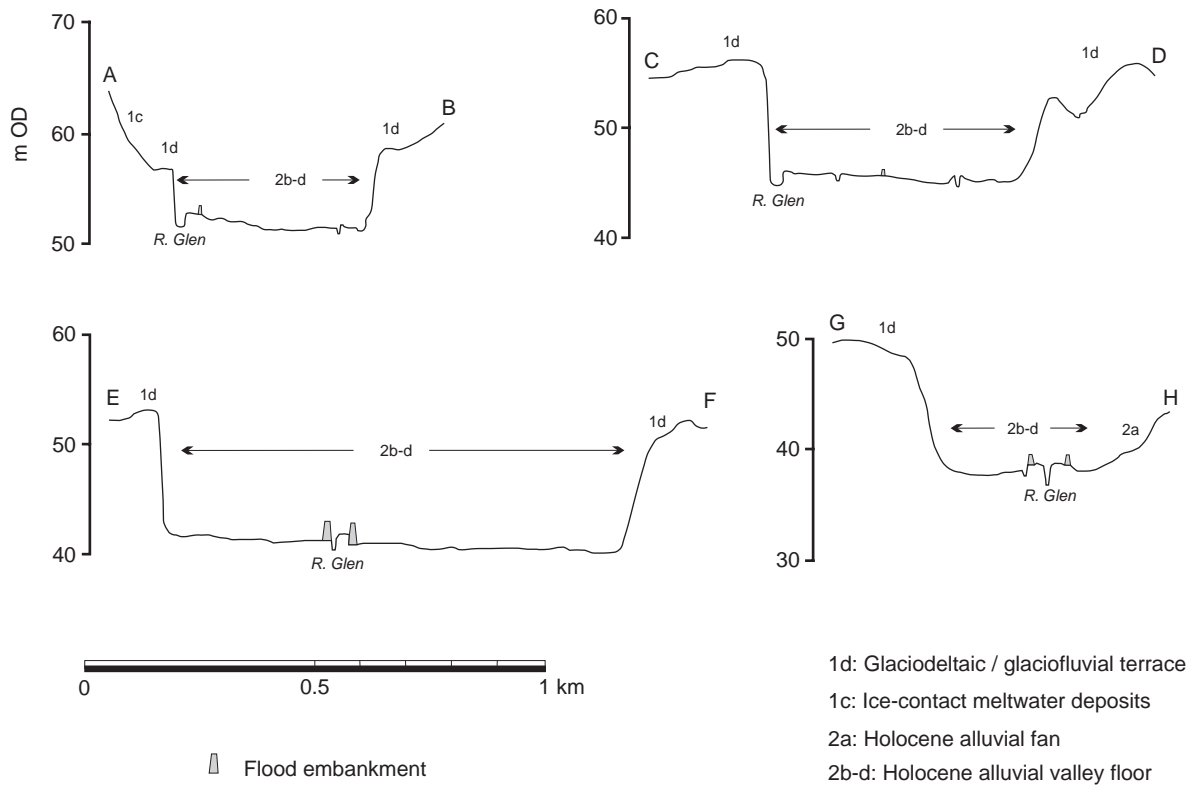 70
60
50
m OD
A
1c
1d
2b-d
1d
B
R. Glen
60
50
40
C
1d
2b-d
1d
D
R. Glen
60
50
40
E
1d
2b-d
1d
F
R. Glen
50
40
30
G
1d
2b-d
2a
H
R. Glen
0 0.5 1 km
Flood embankment
1d: Glaciodeltaic / glaciofluvial terrace
1c: Ice-contact meltwater deposits
2a: Holocene alluvial fan
2b-d: Holocene alluvial valley floor